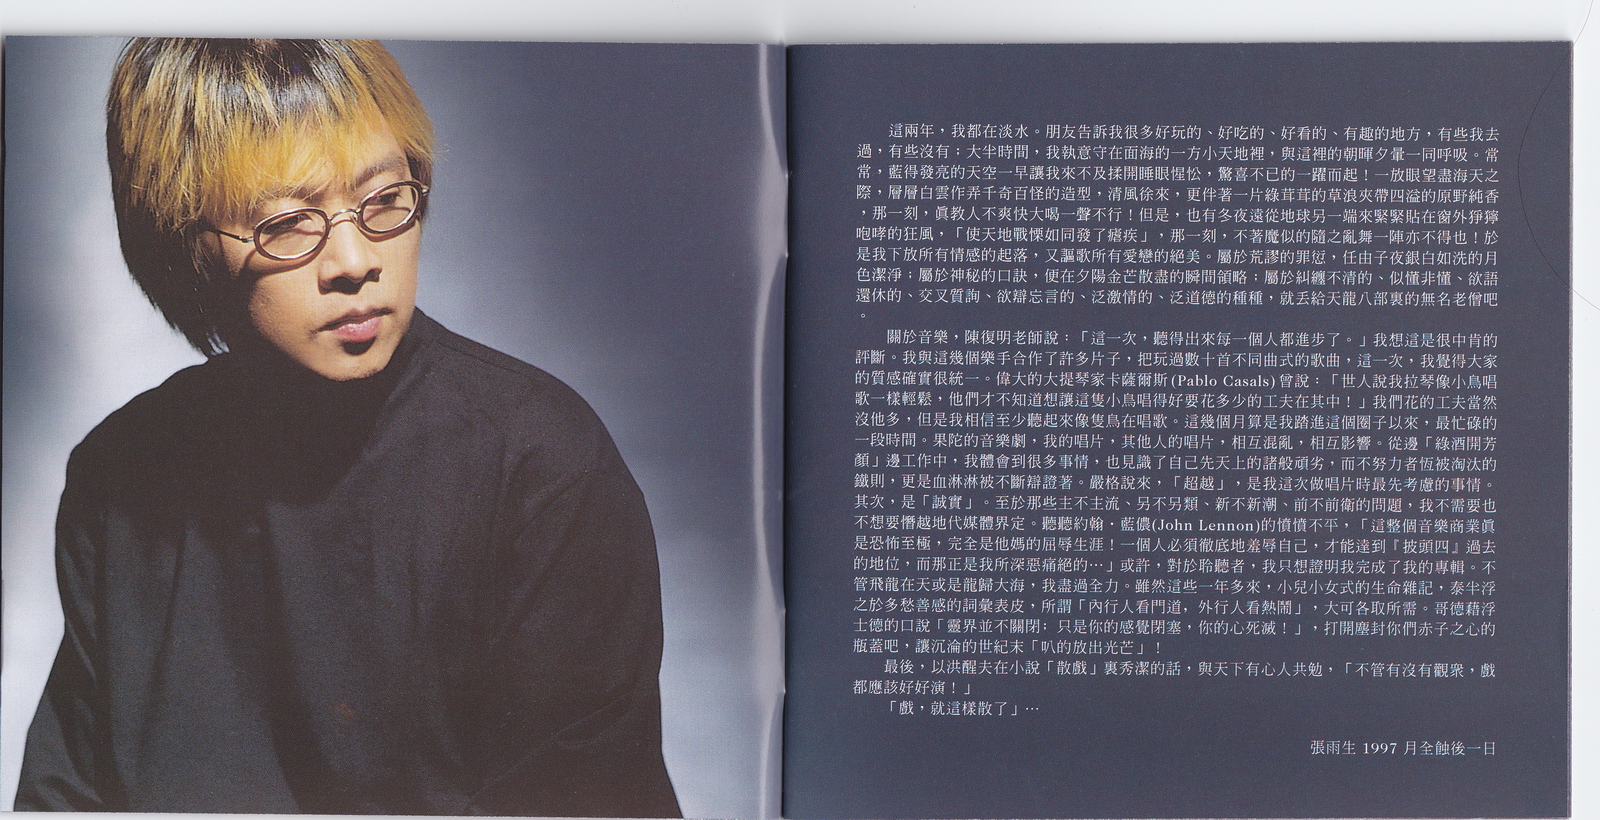 這兩年，我都在淡水。朋友告訴我很多好玩的、好吃的、好看的、有趣的地方，有些我去
過，有些沒有；大半時間，我執意守在面海的一方小天地裡，與這裡的朝暉夕暈一同呼吸。常
常，藍得發亮的天空一早讓我來不及揉開睡眼惺忪，驚喜不已的一躍而起！一放眼望盡海天之
際，層層白雲作弄千奇百怪的造型，清風徐來，更伴著一片綠茸茸的草浪夾帶四溢的原野純香
，那一刻，眞教人不爽快大喝一聲不行！但是，也有冬夜遠從地球另一端來緊緊貼在窗外猙獰
咆哮的狂風，「使天地戰慄如同發了瘧疾」，那一刻，不著魔似的隨之亂舞一陣亦不得也！於
是我下放所有情感的起落，又謳歌所有愛戀的絕美。屬於荒謬的罪愆，任由子夜銀白如洗的月
色潔淨；屬於神秘的口訣，便在夕陽金芒散盡的瞬間領略；屬於糾纏不清的、似懂非懂、欲語
還休的、交叉質詢、欲辯忘言的、泛激情的、泛道德的種種，就丟給天龍八部裏的無名老僧吧
。
關於音樂，陳復明老師說：「這一次，聽得出來每一個人都進步了。」我想這是很中肯的
評斷。我與這幾個樂手合作了許多片子，把玩過數十首不同曲式的歌曲，這一次，我覺得大家
的質感確實很統一。偉大的大提琴家卡薩爾斯(Pablo Casals)曾說：「世人說我拉琴像小鳥唱
歌一樣輕鬆，他們才不知道想讓這隻小鳥唱得好要花多少的工夫在其中！」我們花的工夫當然
沒他多，但是我相信至少聽起來像隻鳥在唱歌。這幾個月算是我踏進這個圈子以來，最忙碌的
一段時間。果陀的音樂劇，我的唱片，其他人的唱片，相互混亂，相互影響。從邊「綠酒開芳
顏」邊工作中，我體會到很多事情，也見識了自己先天上的諸般頑劣，而不努力者恆被淘汰的
鐵則，更是血淋淋被不斷辯證著。嚴格說來，「超越」，是我這次做唱片時最先考慮的事情。
其次，是「誠實」。至於那些主不主流、另不另類、新不新潮、前不前衛的問題，我不需要也
不想要僭越地代媒體界定。聽聽約翰．藍儂(John Lennon)的憤憤不平，「這整個音樂商業眞
是恐怖至極，完全是他媽的屈辱生涯！一個人必須徹底地羞辱自己，才能達到『披頭四』過去
的地位，而那正是我所深惡痛絕的…」或許，對於聆聽者，我只想證明我完成了我的專輯。不
管飛龍在天或是龍歸大海，我盡過全力。雖然這些一年多來，小兒小女式的生命雜記，泰半浮
之於多愁善感的詞彙表皮，所謂「內行人看門道，外行人看熱鬧」，大可各取所需。哥德藉浮
士德的口說「靈界並不關閉；只是你的感覺閉塞，你的心死滅！」，打開塵封你們赤子之心的
瓶蓋吧，讓沉淪的世紀末「叭的放出光芒」！
最後，以洪醒夫在小說「散戲」裏秀潔的話，與天下有心人共勉，「不管有沒有觀衆，戲
都應該好好演！」
「戲，就這樣散了」…
張雨生 1997 月全蝕後一日